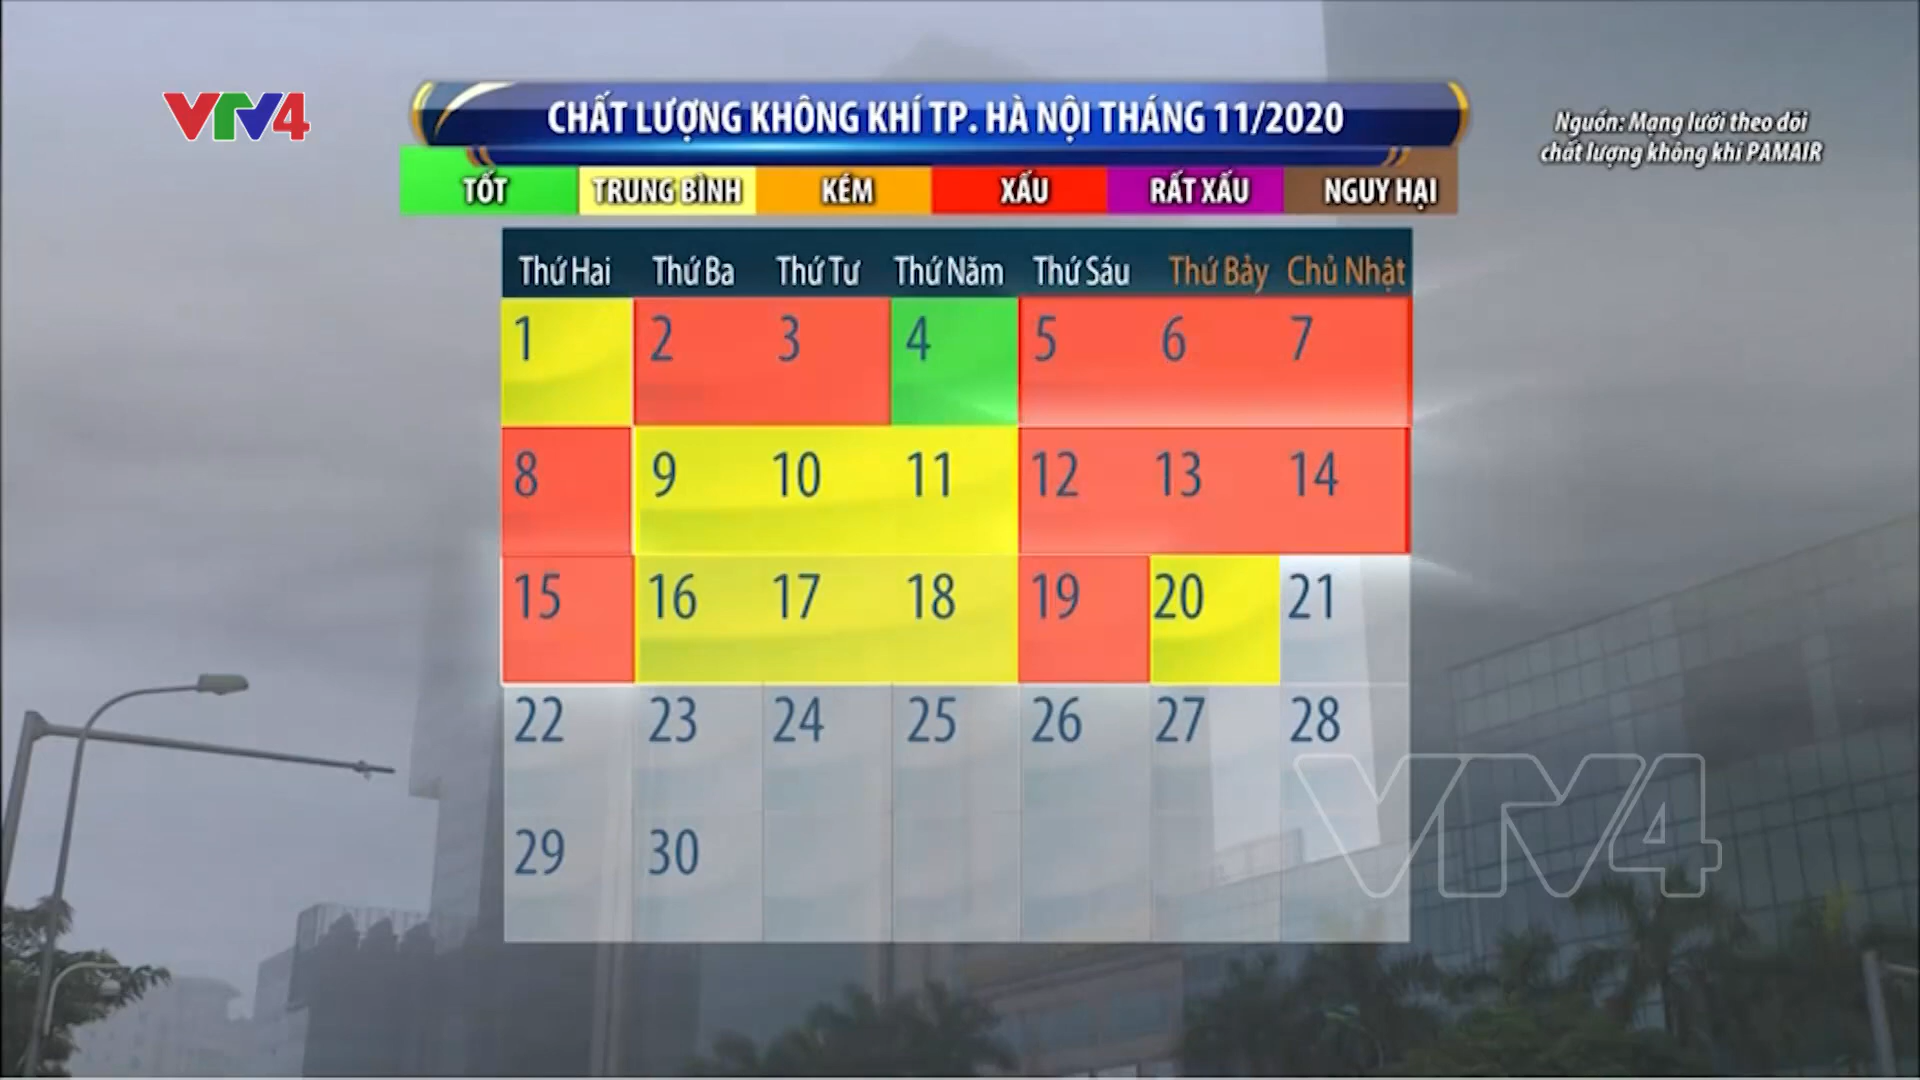 VTV4
CHẤT LƯỢNG KHÔNG KHÍ TP. HÀ NỘI THÁNG 11/2020
Nguồn: Mạng lưới theo dõi
chất lượng không khí PAMAIR
TỐT TRUNG BÌNH KÉM XẤU RẤT XẤU NGUY HẠI
Thứ Hai Thứ Ba Thứ Tư Thứ Năm Thứ Sáu Thứ Bảy Chủ Nhật
1 2 3 4 5 6 7
8 9 10 11 12 13 14
15 16 17 18 19 20 21
22 23 24 25 26 27 28
29 30
VTV4